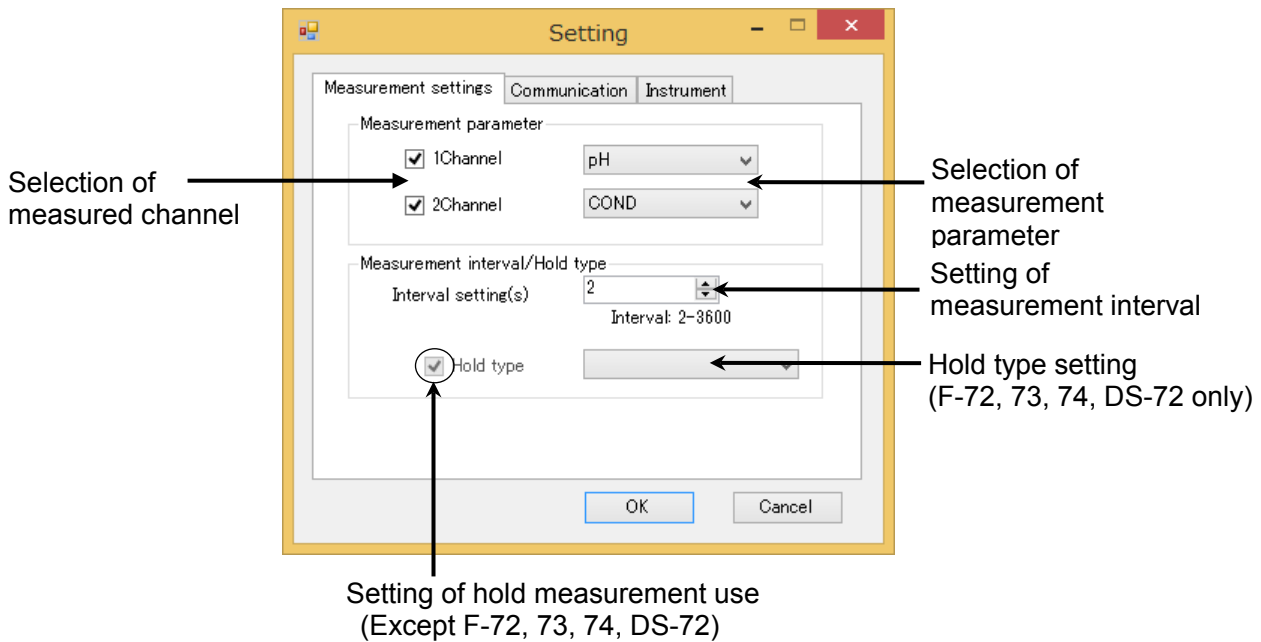 Setting
Measurement settings Communication Instrument
Measurement parameter
1Channel pH
2Channel COND
Selection of
measured channel
Selection of
measurement
parameter
Measurement interval/Hold type
Interval setting(s) 2
Interval: 2-3600
Setting of
measurement interval
Hold type
Hold type setting
(F-72, 73, 74, DS-72 only)
OK Cancel
Setting of hold measurement use
(Except F-72, 73, 74, DS-72)